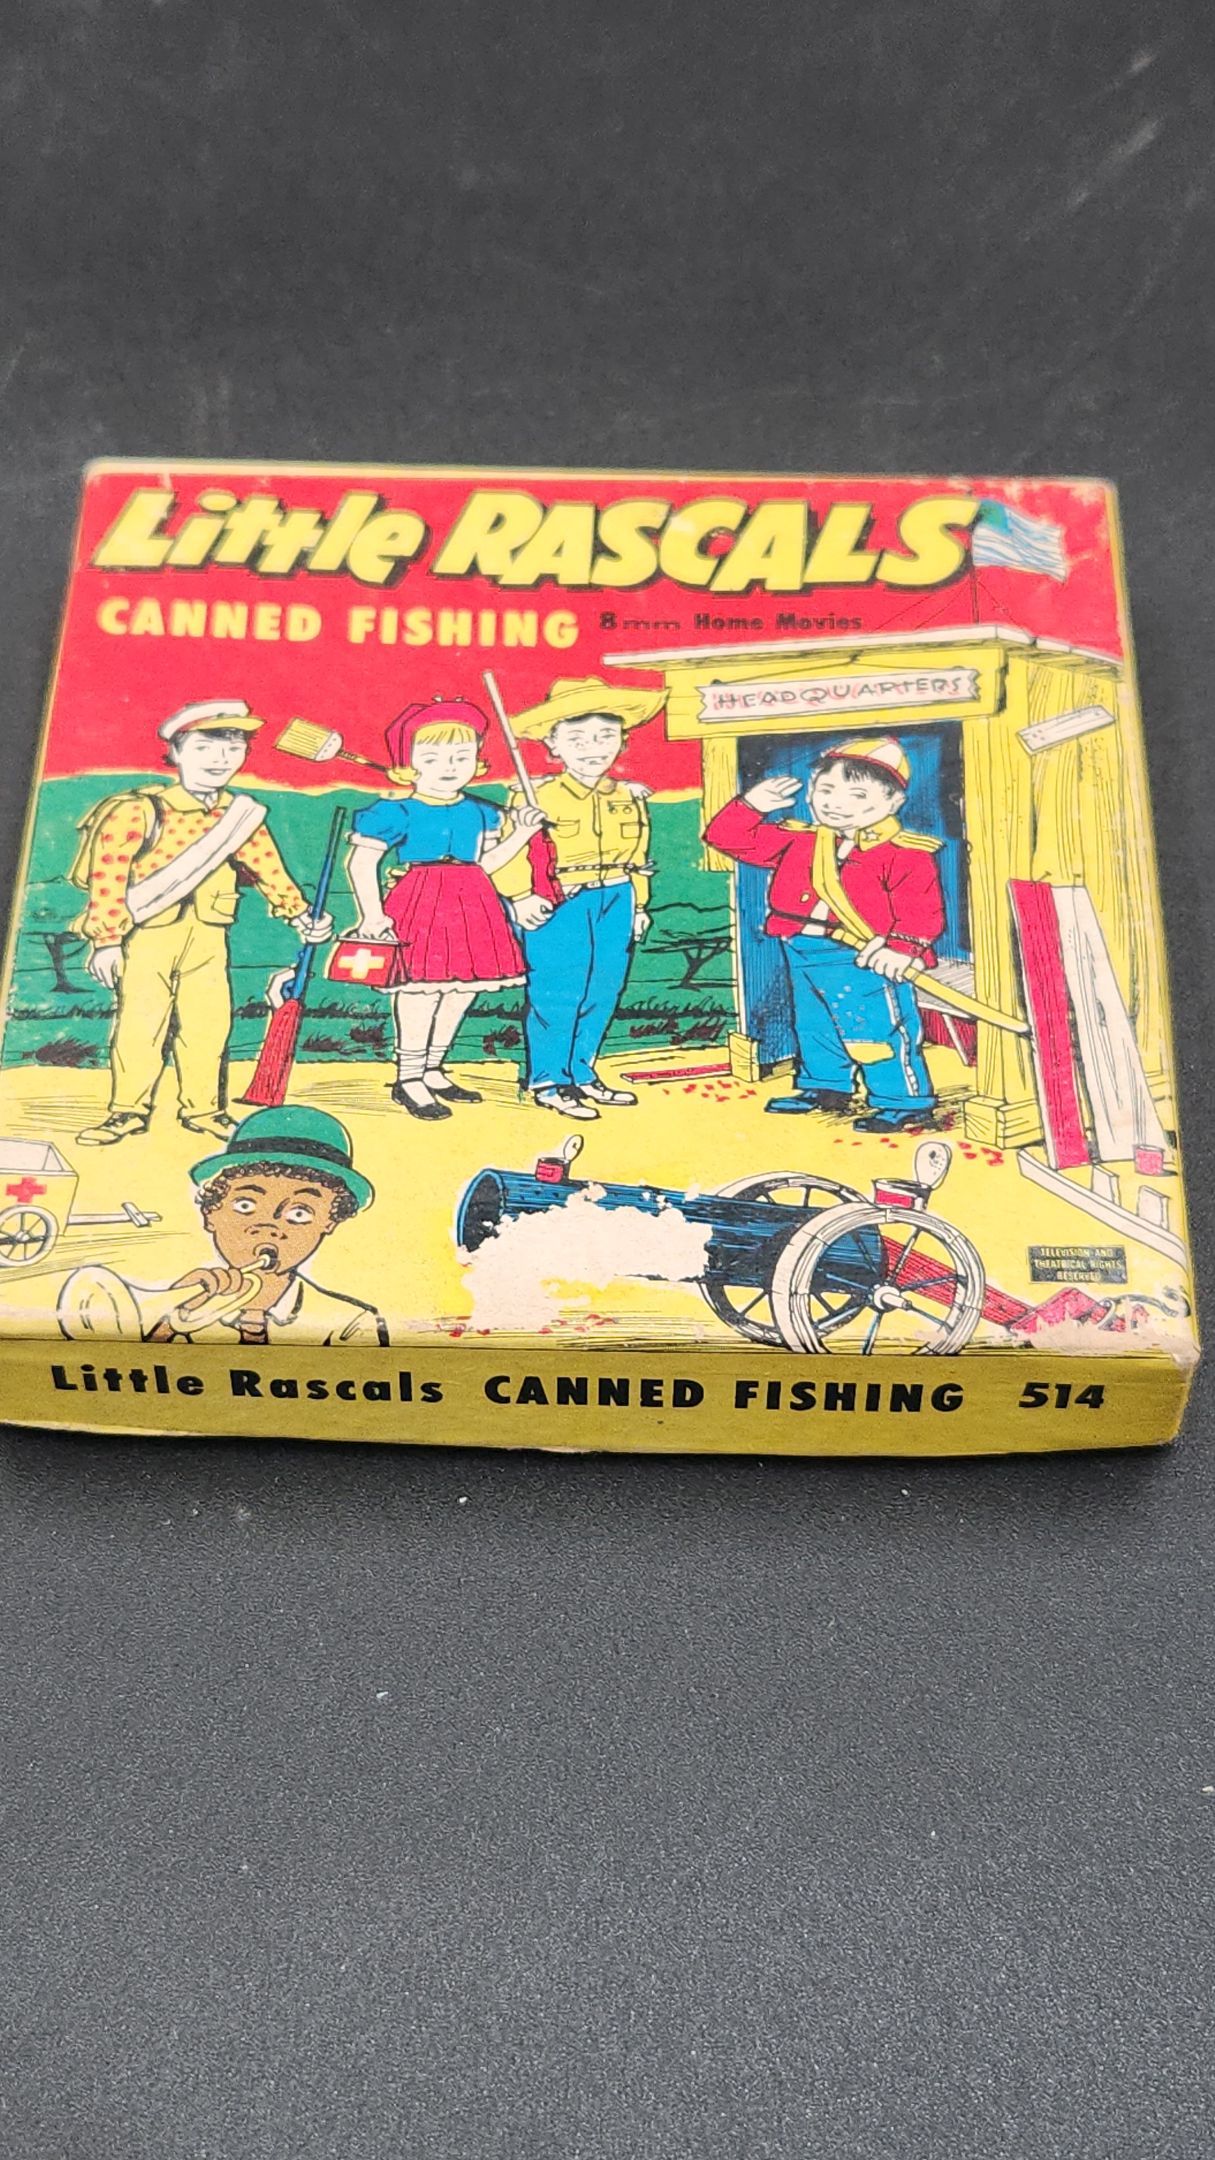 Little RASCALS
CANNED FISHING 8mm Home Movies
HEADQUARTERS
TELEVISION AND
THEATRICAL RIGHTS
RESERVED
Little Rascals CANNED FISHING 514